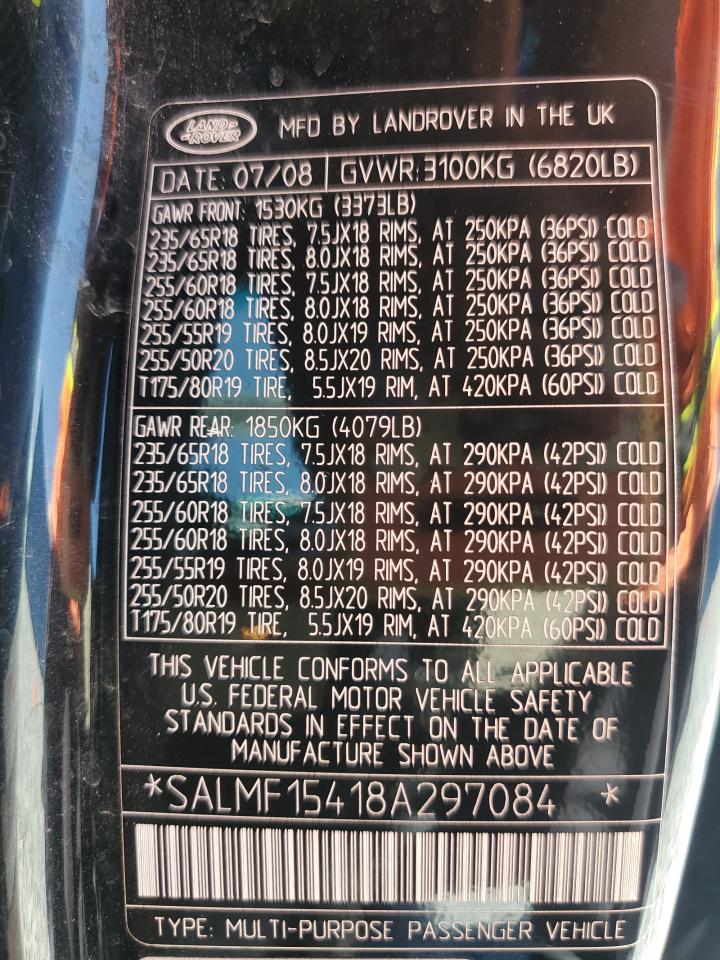 LAND-
-ROVER
MFD BY LANDROVER IN THE UK
DATE: 07/08 GVWR:3100KG (6820LB)
GAWR FRONT: 1530KG (3373LB)
235/65R18 TIRES, 7.5JX18 RIMS, AT 250KPA (36PSI) COLD
235/65R18 TIRES, 8.0JX18 RIMS, AT 250KPA (36PSI) COLD
255/60R18 TIRES, 7.5JX18 RIMS, AT 250KPA (36PSI) COLD
255/60R18 TIRES, 8.0JX18 RIMS, AT 250KPA (36PSI) COLD
255/55R19 TIRES, 8.0JX19 RIMS, AT 250KPA (36PSI) COLD
255/50R20 TIRES, 8.5JX20 RIMS, AT 250KPA (36PSI) COLD
T175/80R19 TIRE, 5.5JX19 RIM, AT 420KPA (60PSI) COLD
GAWR REAR: 1850KG (4079LB)
235/65R18 TIRES, 7.5JX18 RIMS, AT 290KPA (42PSI) COLD
235/65R18 TIRES, 8.0JX18 RIMS, AT 290KPA (42PSI) COLD
255/60R18 TIRES, 7.5JX18 RIMS, AT 290KPA (42PSI) COLD
255/60R18 TIRES, 8.0JX18 RIMS, AT 290KPA (42PSI) COLD
255/55R19 TIRES, 8.0JX19 RIMS, AT 290KPA (42PSI) COLD
255/50R20 TIRES, 8.5JX20 RIMS, AT 290KPA (42PSI) COLD
T175/80R19 TIRE, 5.5JX19 RIM, AT 420KPA (60PSI) COLD
THIS VEHICLE CONFORMS TO ALL APPLICABLE
U.S. FEDERAL MOTOR VEHICLE SAFETY
STANDARDS IN EFFECT ON THE DATE OF
MANUFACTURE SHOWN ABOVE
*SALMF15418A297084 *
TYPE: MULTI-PURPOSE PASSENGER VEHICLE